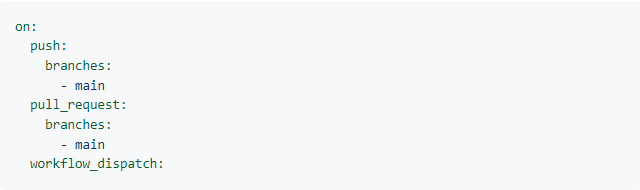 on:
  push:
    branches:
      - main
  pull_request:
    branches:
      - main
  workflow_dispatch: